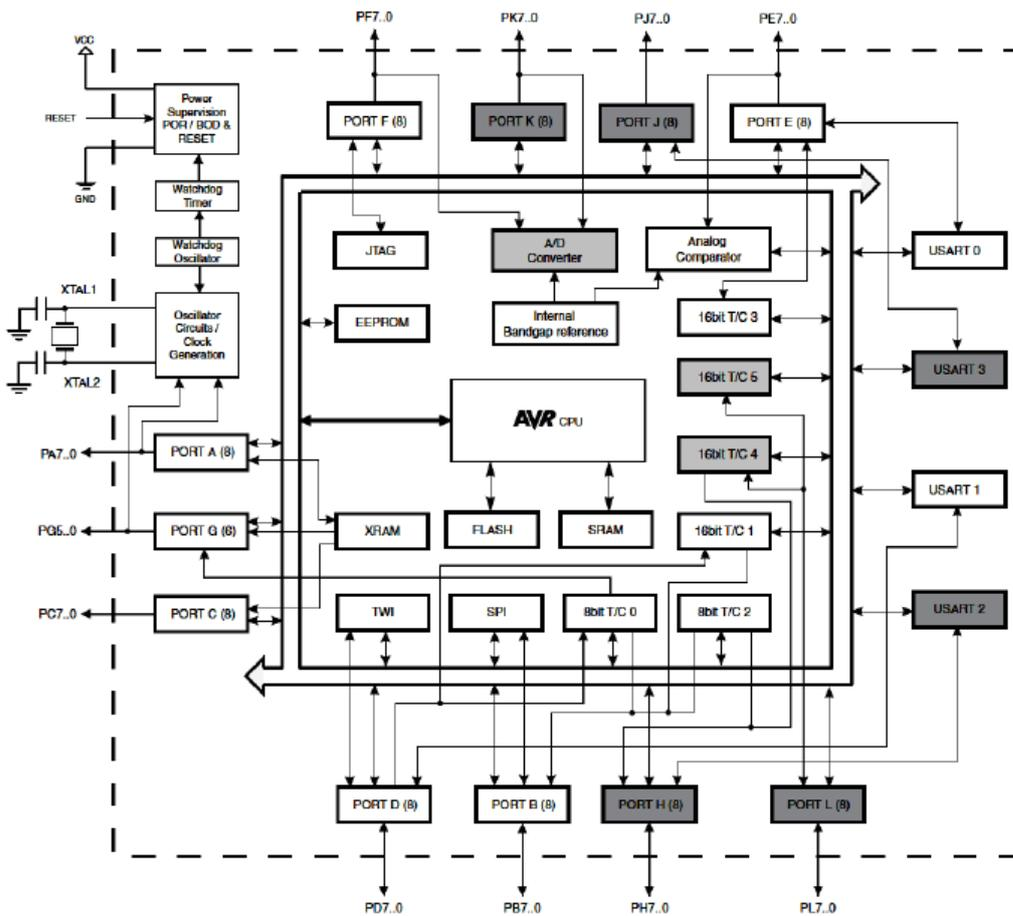 PF7..0
PK7..0
PJ7..0
PE7..0
VCC
RESET
GND
Power
Supervision
POR / BOD &
RESET
PORT F (8)
PORT K (8)
PORT J (8)
PORT E (8)
Watchdog
Timer
Watchdog
Oscillator
JTAG
A/D
Converter
Analog
Comparator
USART 0
XTAL1
XTAL2
Oscillator
Circuits /
Clock
Generation
EEPROM
Internal
Bandgap reference
16bit T/C 3
16bit T/C 5
USART 3
AVR CPU
PA7..0
PORT A (8)
16bit T/C 4
USART 1
PG5..0
PORT G (6)
XRAM
FLASH
SRAM
16bit T/C 1
PC7..0
PORT C (8)
TWI
SPI
8bit T/C 0
8bit T/C 2
USART 2
PORT D (8)
PORT B (8)
PORT H (8)
PORT L (8)
PD7..0
PB7..0
PH7..0
PL7..0